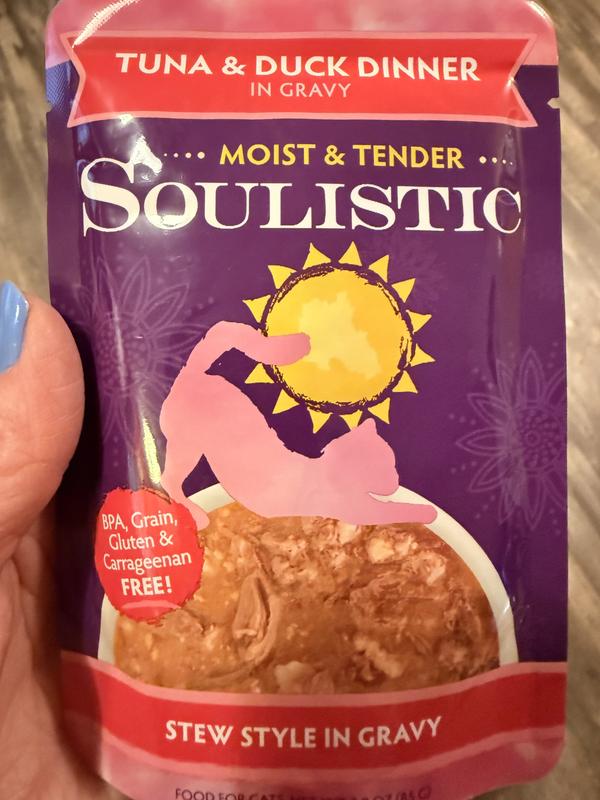 TUNA & DUCK DINNER
IN GRAVY
MOIST & TENDER
SOULISTIC
BPA, Grain,
Gluten &
Carrageenan
FREE!
STEW STYLE IN GRAVY
FOOD FOR CATS